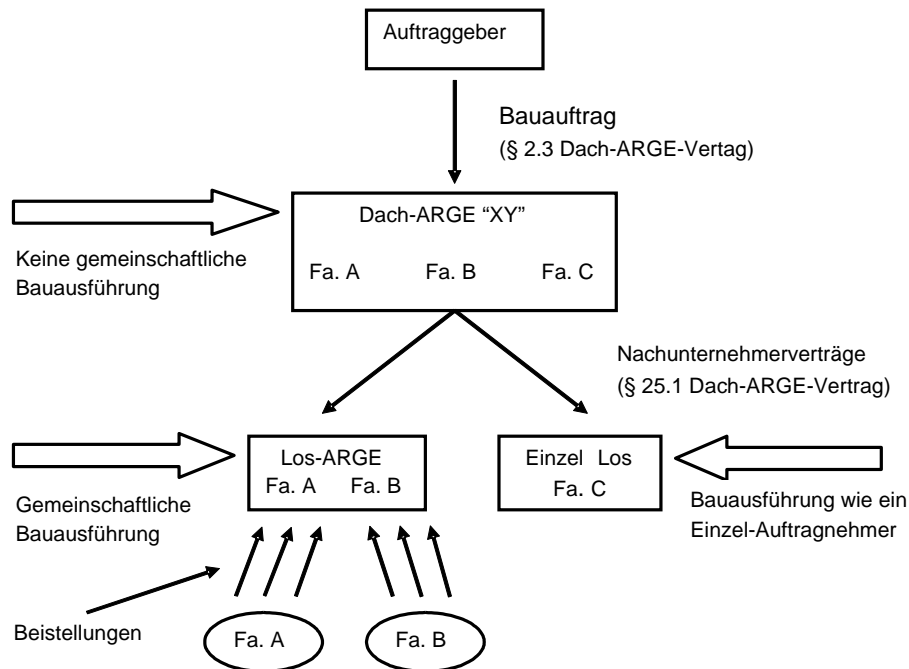 Auftraggeber
Bauauftrag
(§ 2.3 Dach-ARGE-Vertag)
Dach-ARGE “XY”
Fa. A Fa. B Fa. C
Keine gemeinschaftliche
Bauausführung
Nachunternehmerverträge
(§ 25.1 Dach-ARGE-Vertrag)
Los-ARGE
Fa. A Fa. B
Einzel Los
Fa. C
Gemeinschaftliche
Bauausführung
Bauausführung wie ein
Einzel-Auftragnehmer
Beistellungen
Fa. A
Fa. B